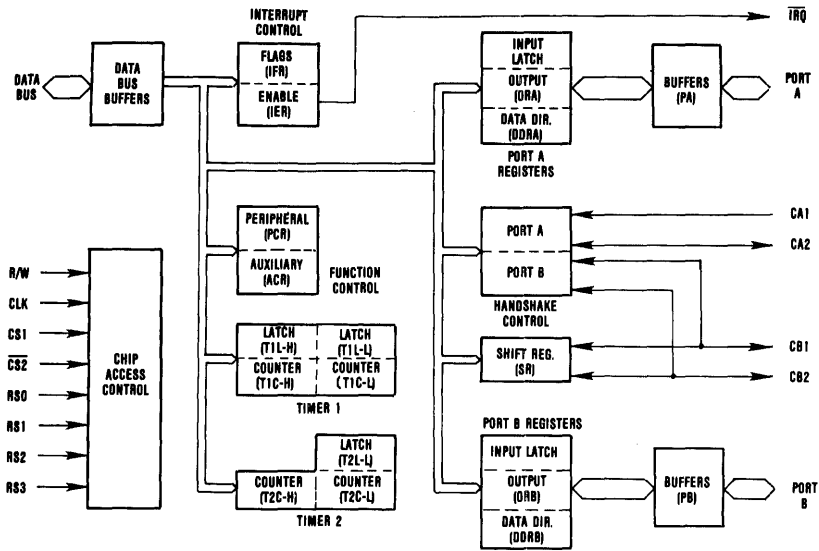 INTERRUPT
CONTROL
FLAGS
(IFR)
ENABLE
(IER)
DATA
BUS
DATA
BUS
BUFFERS
IRQ
INPUT
LATCH
OUTPUT
(ORA)
DATA DIR.
(DDRA)
PORT A
REGISTERS
BUFFERS
(PA)
PORT
A
PERIPHERAL
(PCR)
AUXILIARY
(ACR)
FUNCTION
CONTROL
PORT A
PORT B
HANDSHAKE
CONTROL
CA1
CA2
R/W
CLK
CS1
CS2
RS0
RS1
RS2
RS3
CHIP
ACCESS
CONTROL
LATCH
(T1L-H)
LATCH
(T1L-L)
COUNTER
(T1C-H)
COUNTER
(T1C-L)
TIMER 1
SHIFT REG.
(SR)
CB1
CB2
LATCH
(T2L-L)
COUNTER
(T2C-H)
COUNTER
(T2C-L)
TIMER 2
PORT B REGISTERS
INPUT LATCH
OUTPUT
(ORB)
DATA DIR.
(DDRB)
BUFFERS
(PB)
PORT
B